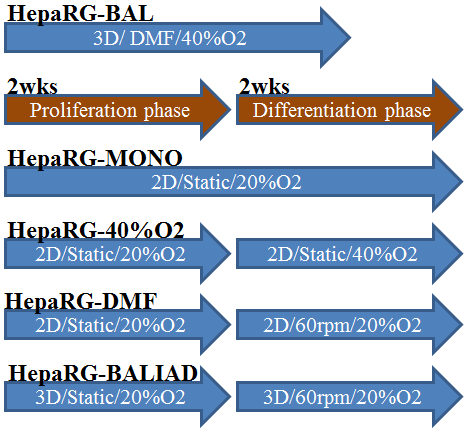 HepaRG-BAL
3D/ DMF/40%O2
2wks 2wks
Proliferation phase Differentiation phase
HepaRG-MONO
2D/Static/20%O2
HepaRG-40%O2
2D/Static/20%O2 2D/Static/40%O2
HepaRG-DMF
2D/Static/20%O2 2D/60rpm/20%O2
HepaRG-BALIAD
3D/Static/20%O2 3D/60rpm/20%O2